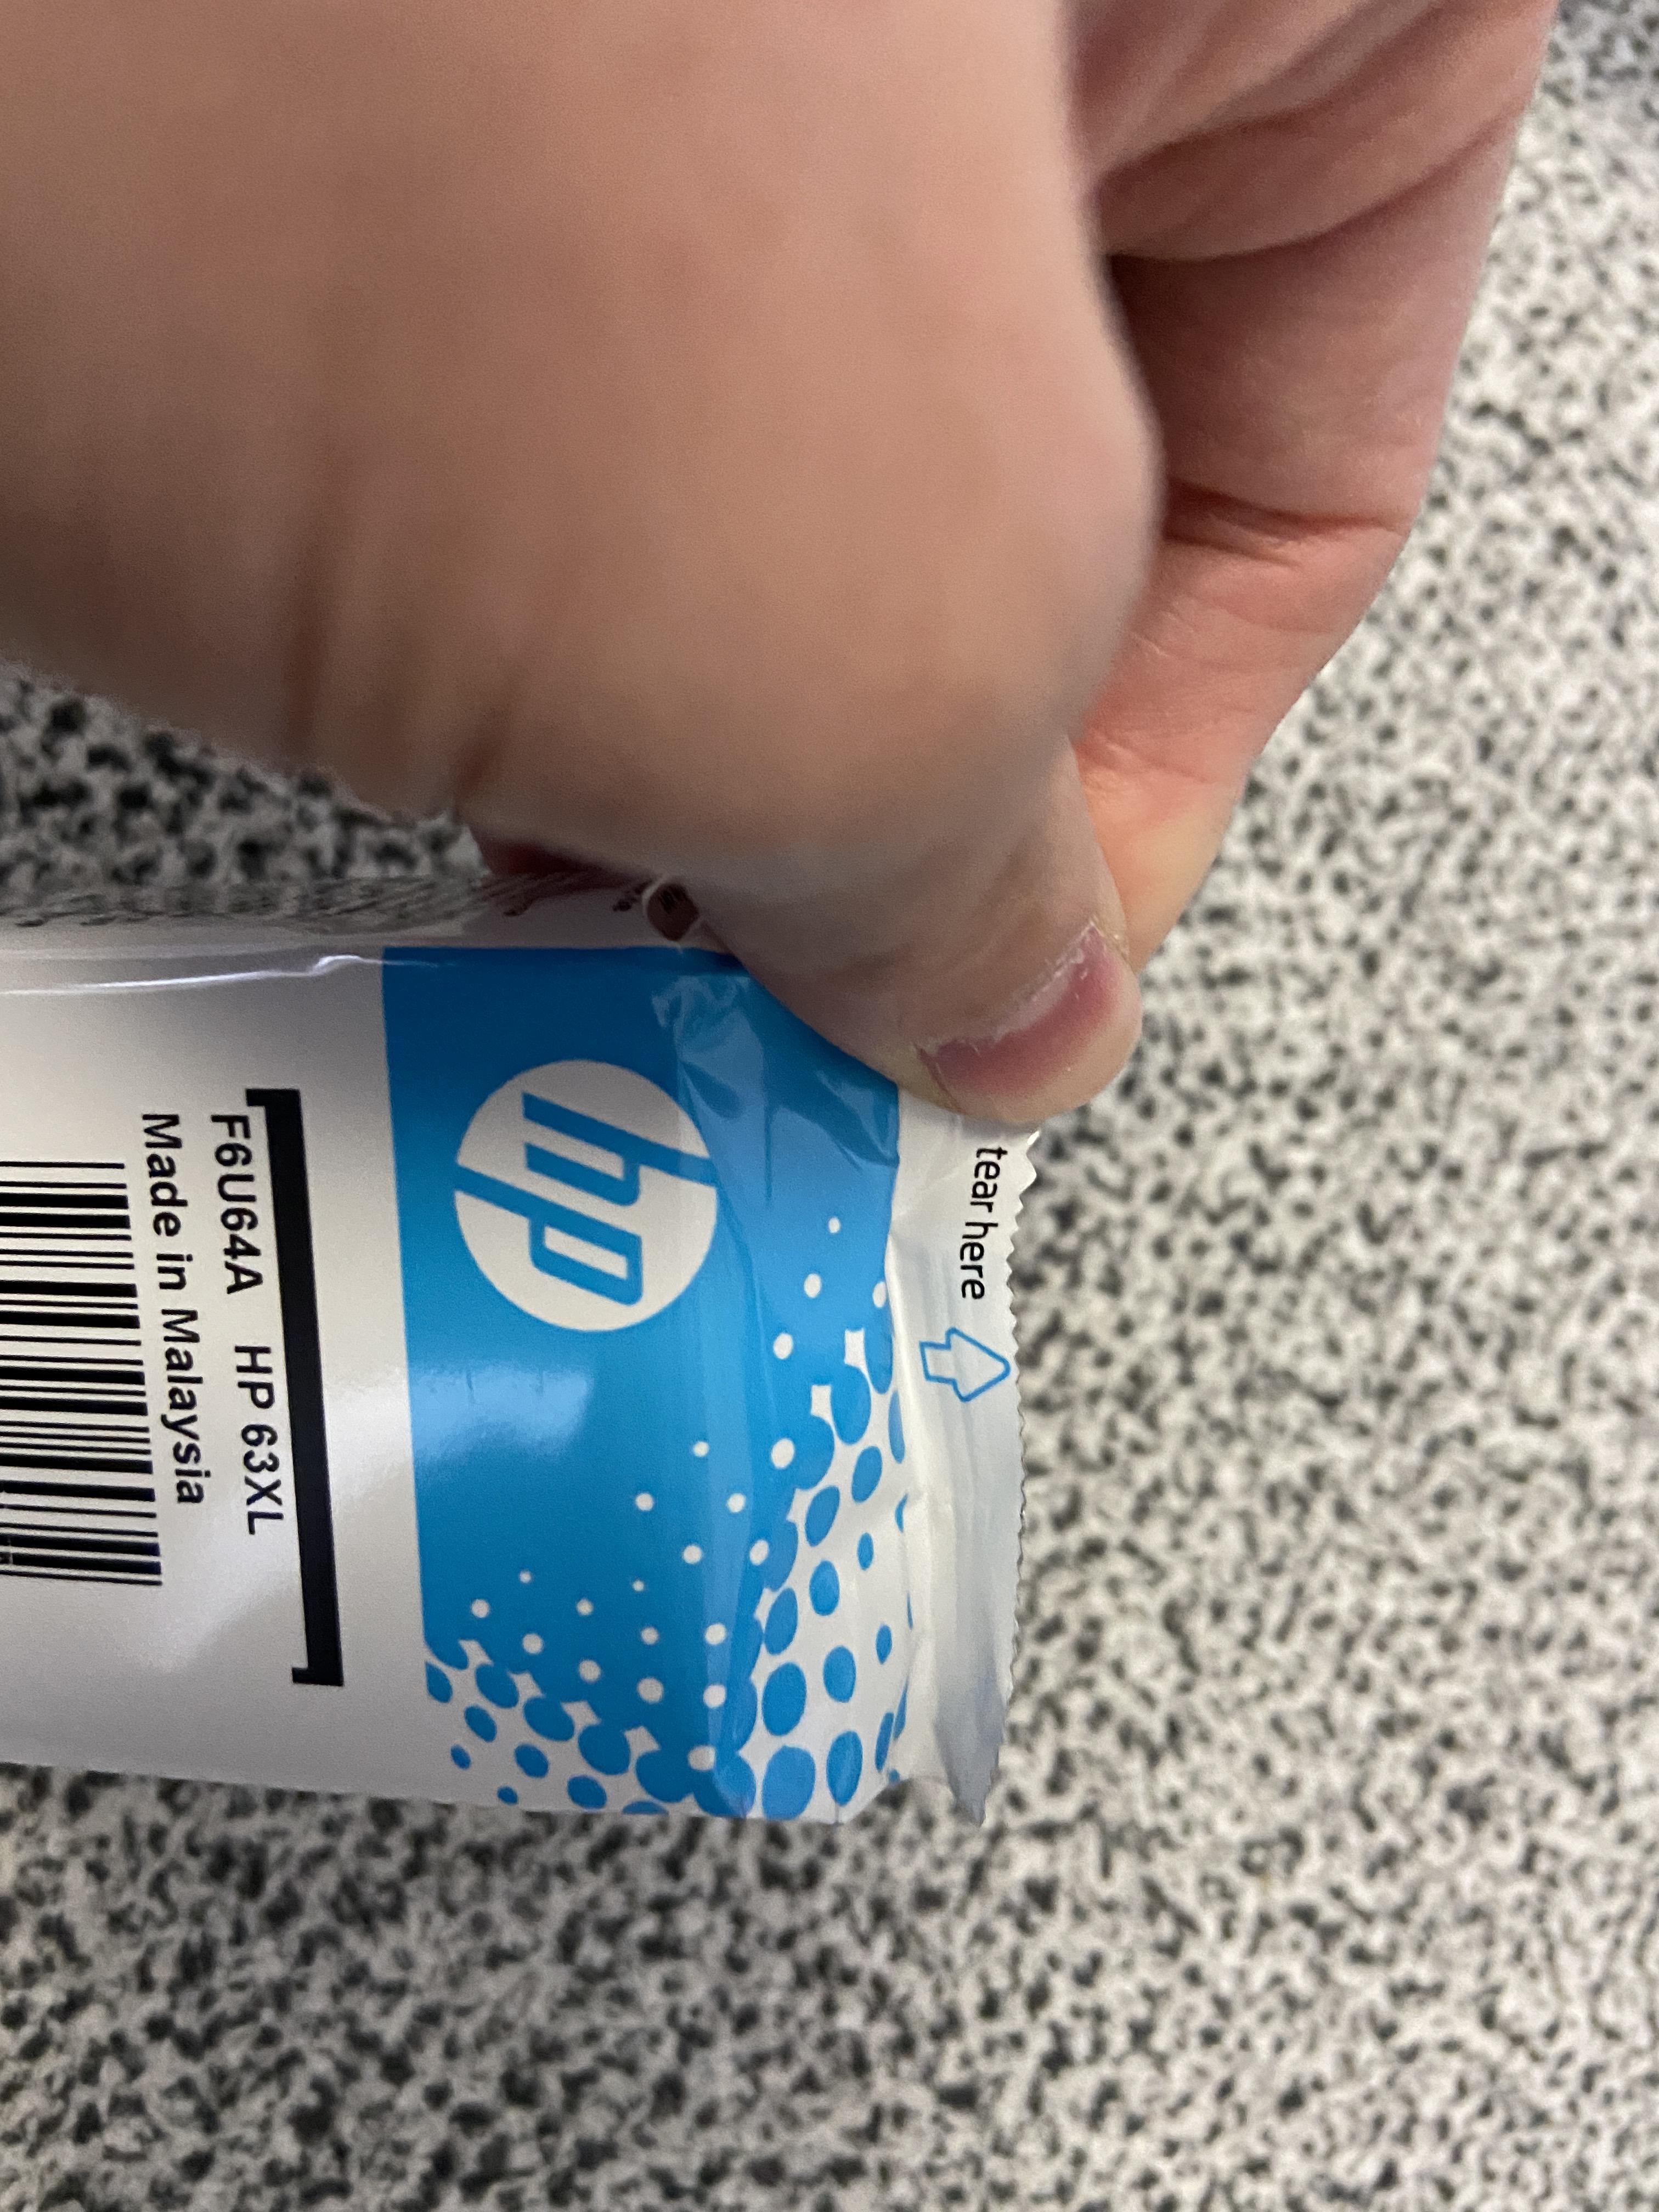 tear here
hp
F6U64A HP 63XL
Made in Malaysia